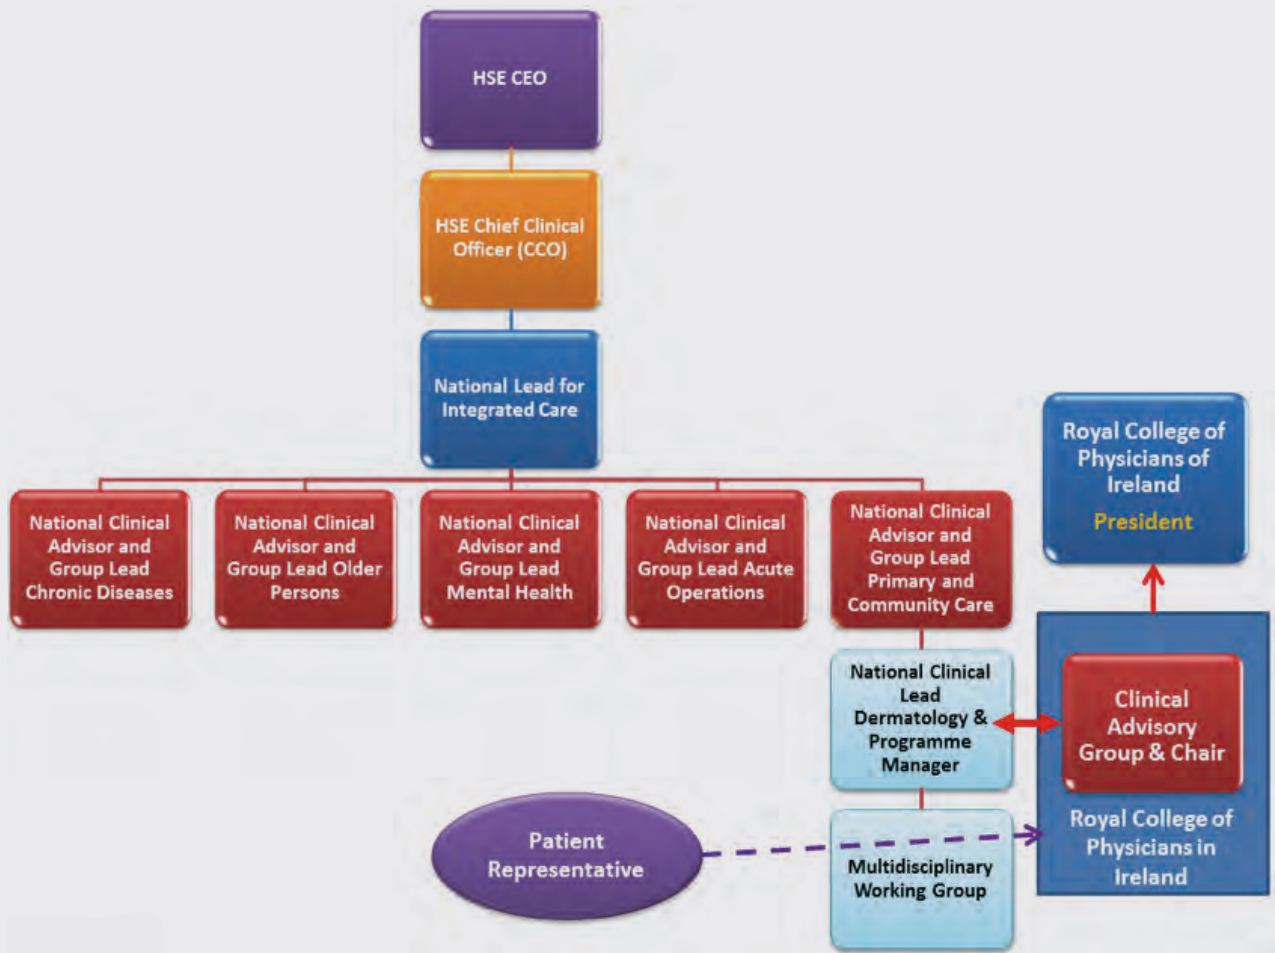 HSE CEO
HSE Chief Clinical
Officer (CCO)
National Lead for
Integrated Care
National Clinical
Advisor and
Group Lead
Chronic Diseases
National Clinical
Advisor and
Group Lead Older
Persons
National Clinical
Advisor and
Group Lead
Mental Health
National Clinical
Advisor and
Group Lead Acute
Operations
National Clinical
Advisor and
Group Lead
Primary and
Community Care
Royal College of
Physicians of
Ireland
President
National Clinical
Lead
Dermatology &
Programme
Manager
Clinical
Advisory
Group & Chair
Royal College of
Physicians in
Ireland
Patient
Representative
Multidisciplinary
Working Group